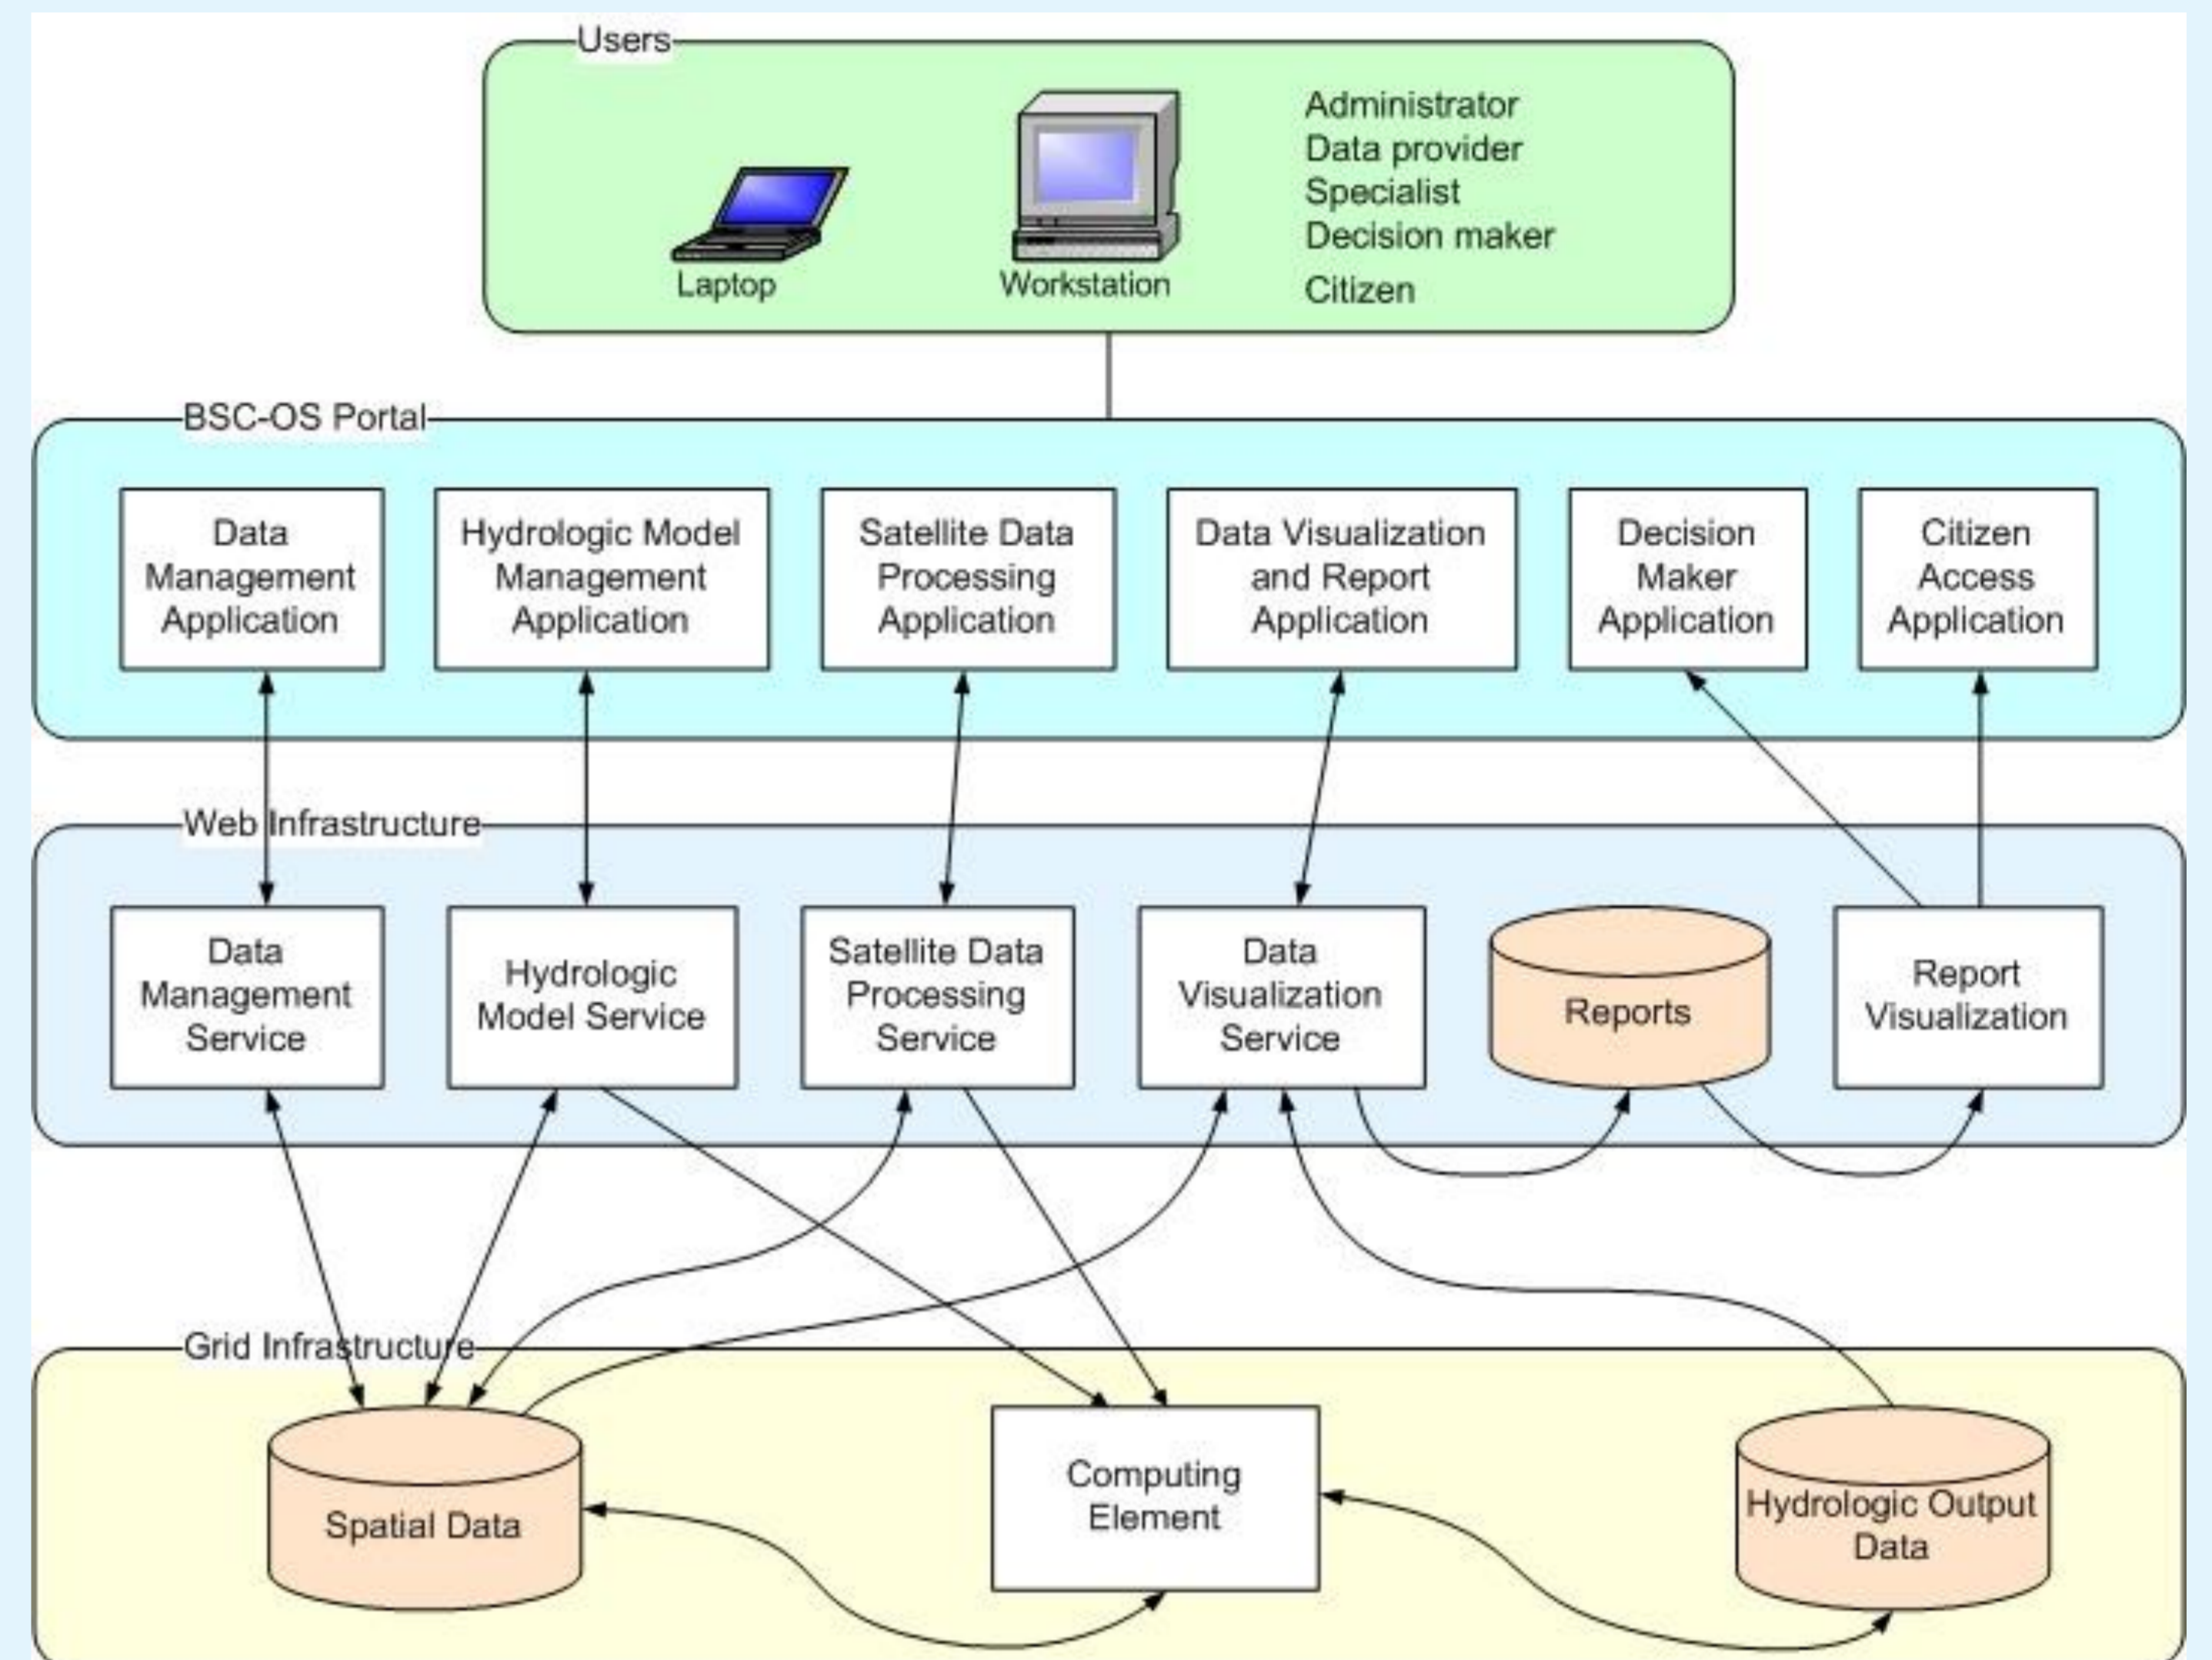 Users
Laptop
Workstation
Administrator
Data provider
Specialist
Decision maker
Citizen
BSC-OS Portal
Data
Management
Application
Hydrologic Model
Management
Application
Satellite Data
Processing
Application
Data Visualization
and Report
Application
Decision
Maker
Application
Citizen
Access
Application
Web Infrastructure
Data
Management
Service
Hydrologic
Model Service
Satellite Data
Processing
Service
Data
Visualization
Service
Reports
Report
Visualization
Grid Infrastructure
Spatial Data
Computing
Element
Hydrologic Output
Data